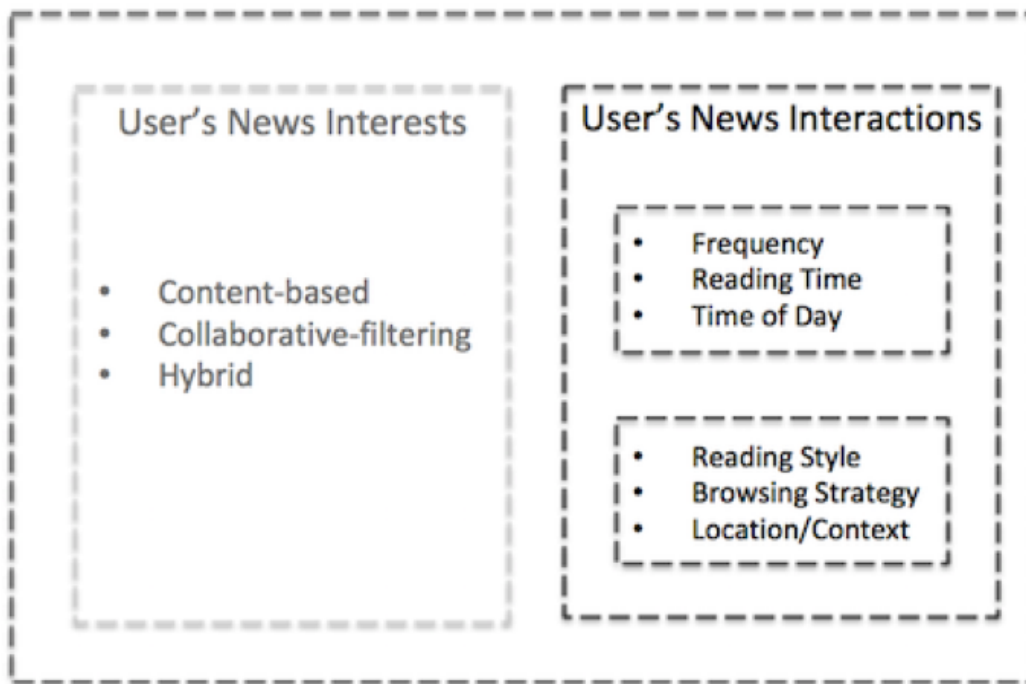 User's News Interests
• Content-based
• Collaborative-filtering
• Hybrid
User's News Interactions
• Frequency
• Reading Time
• Time of Day
• Reading Style
• Browsing Strategy
• Location/Context